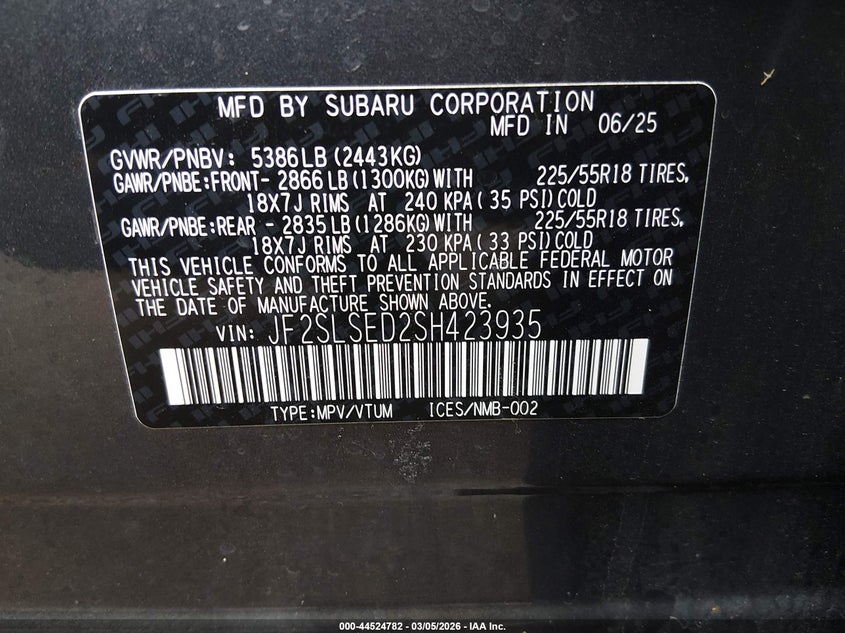 MFD BY SUBARU CORPORATION
MFD IN 06/25
GVWR/PNBV: 5386LB (2443KG)
GAWR/PNBE:FRONT- 2866LB (1300KG)WITH 225/55R18 TIRES,
18X7J RIMS AT 240 KPA( 35 PSI)COLD
GAWR/PNBE:REAR - 2835LB (1286KG)WITH 225/55R18 TIRES,
18X7J RIMS AT 230 KPA( 33 PSI)COLD
THIS VEHICLE CONFORMS TO ALL APPLICABLE FEDERAL MOTOR
VEHICLE SAFETY AND THEFT PREVENTION STANDARDS IN EFFECT ON
THE DATE OF MANUFACTURE SHOWN ABOVE.
VIN: JF2SLSED2SH423935
TYPE:MPV/VTUM ICES/NMB-002
000-44524782 — 03/05/2026 — IAA Inc.